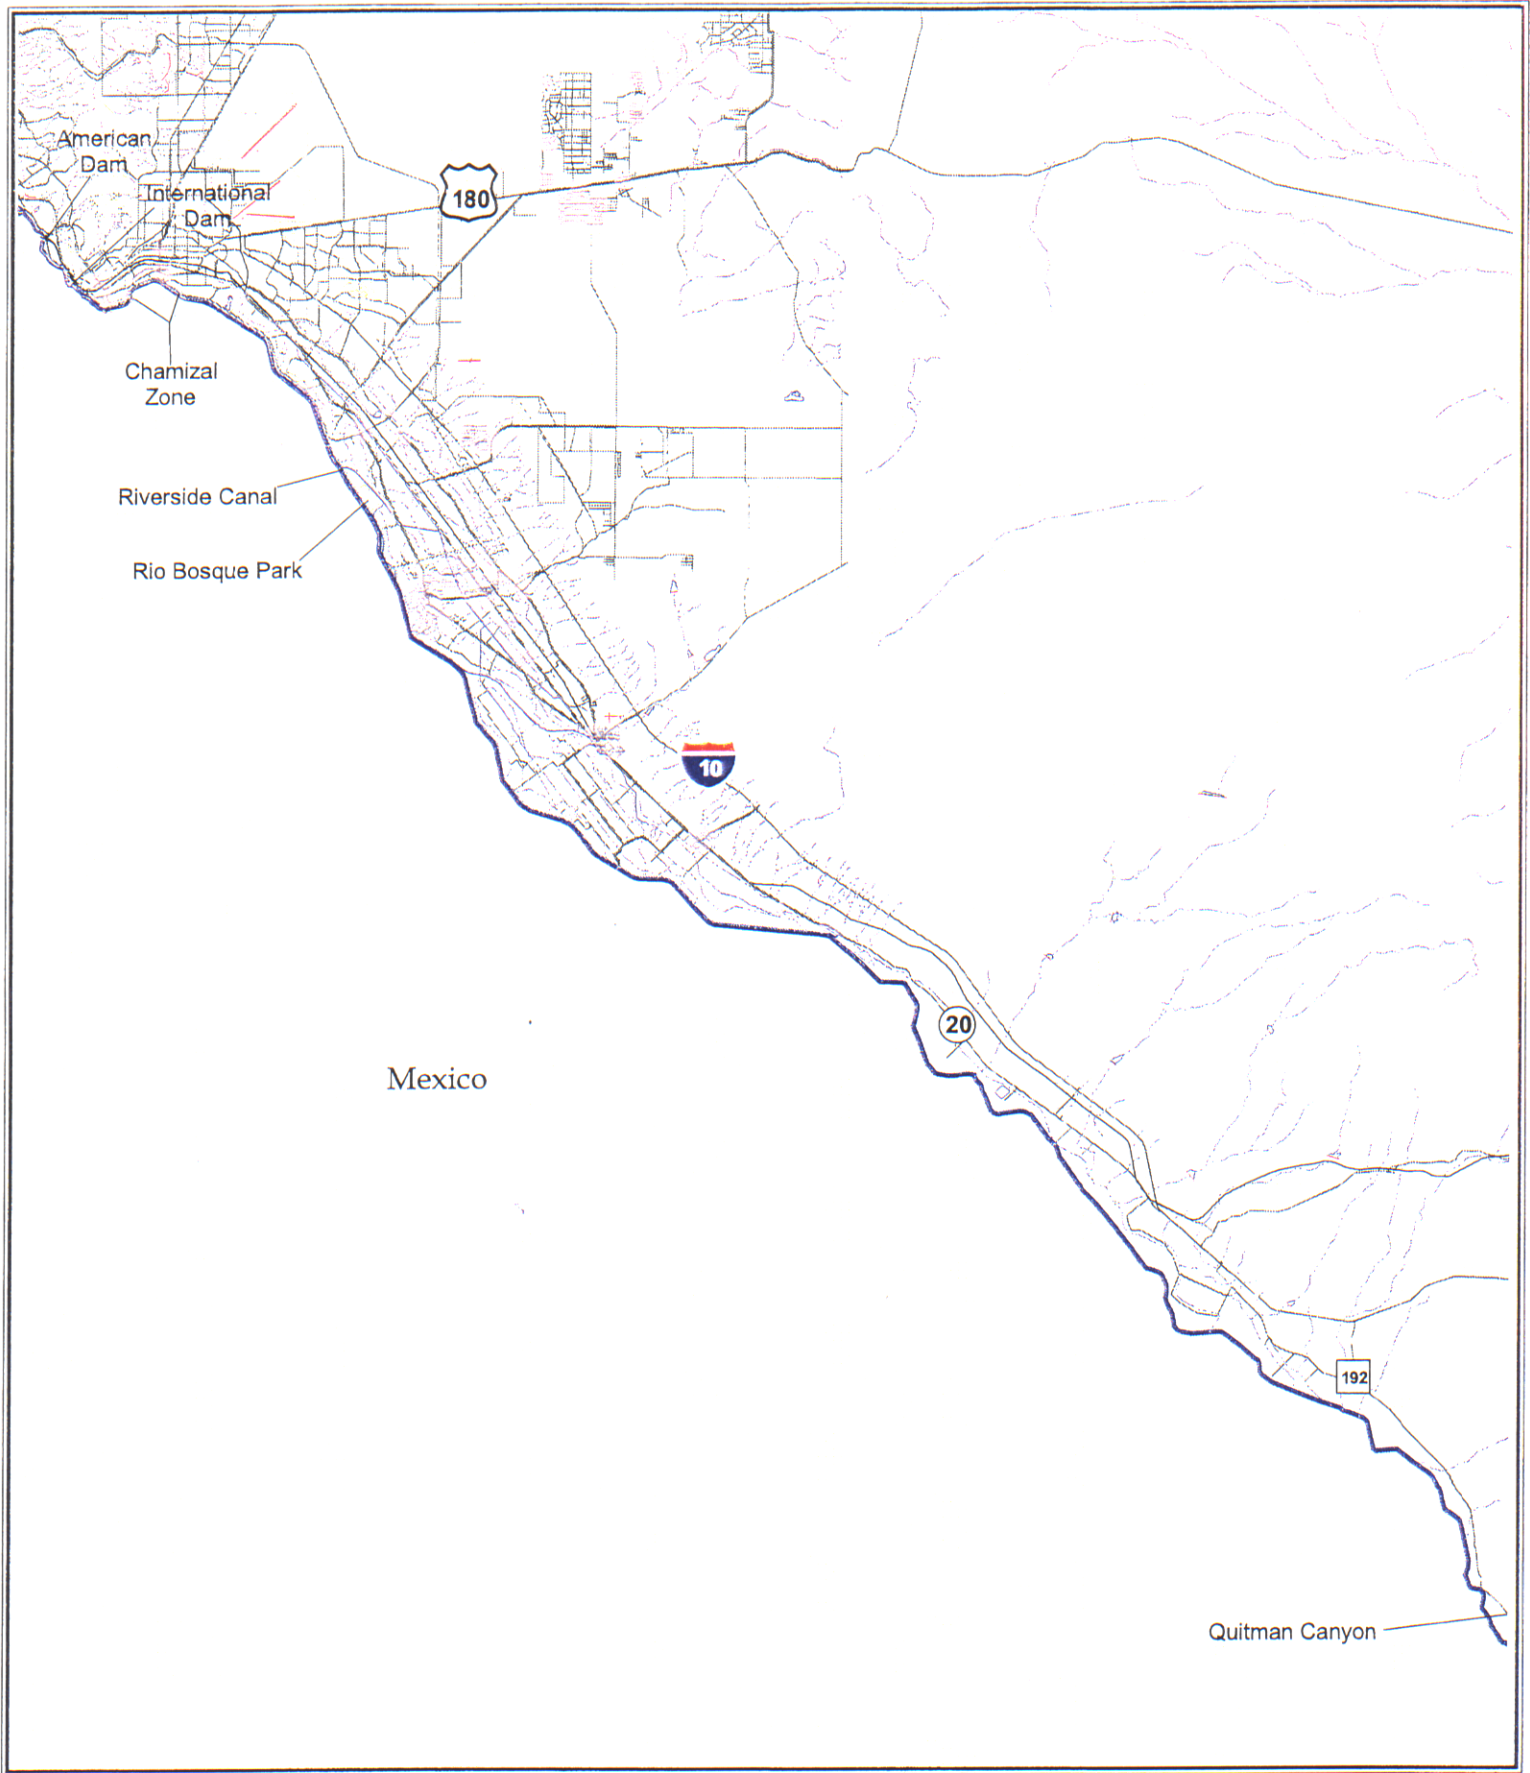 American
Dam
International
Dam
180
Chamizal
Zone
Riverside Canal
Rio Bosque Park
10
20
Mexico
192
Quitman Canyon